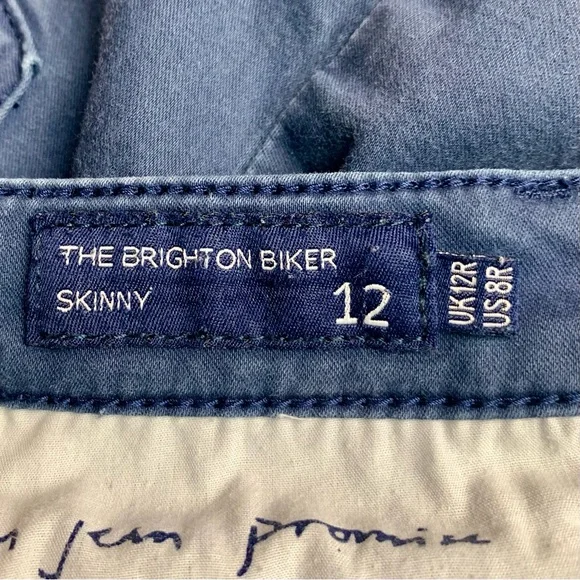 THE BRIGHTON BIKER
SKINNY
12
UK12R
US8R
jean promise